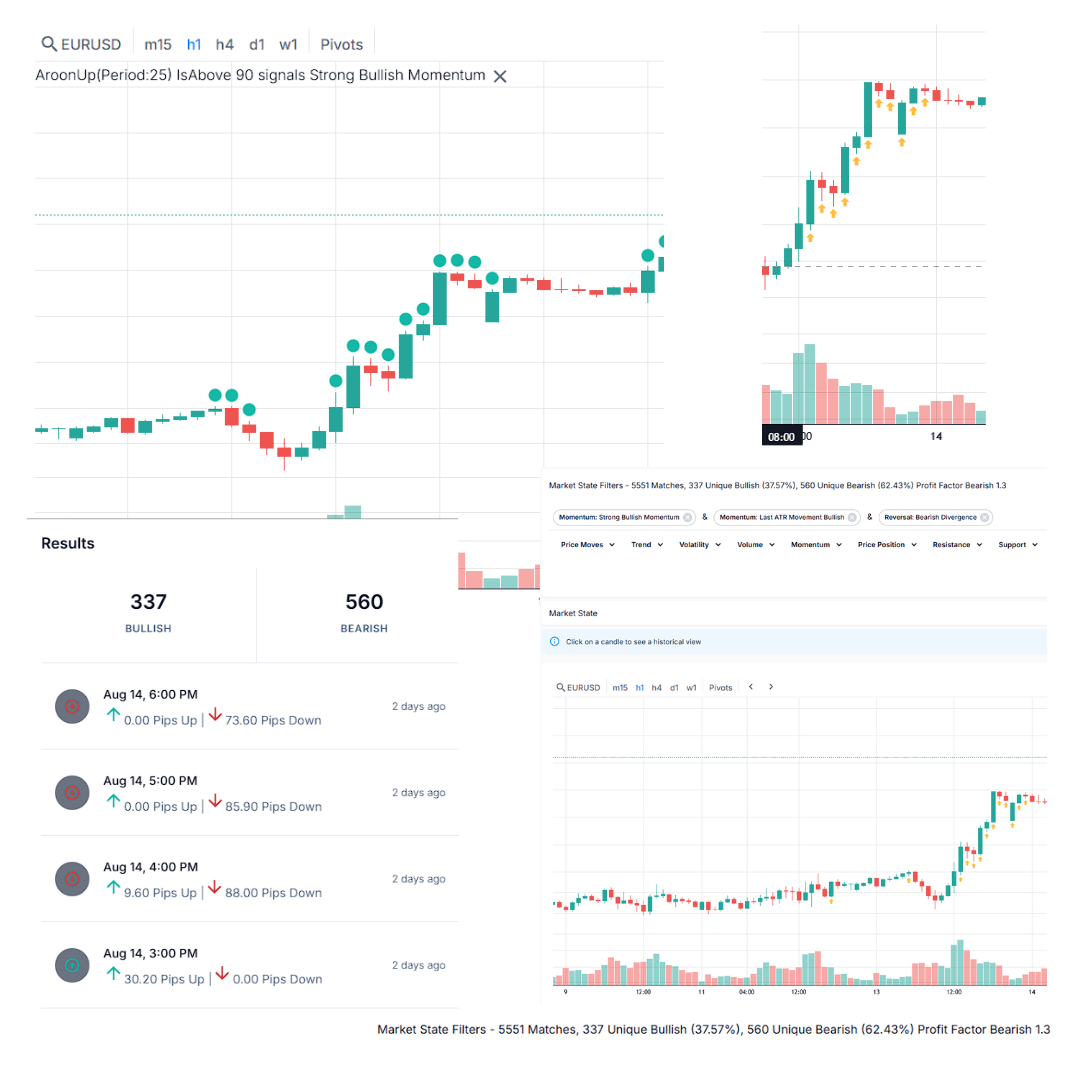 EURUSD m15 h1 h4 d1 w1 Pivots
AroonUp(Period:25) IsAbove 90 signals Strong Bullish Momentum
08:00
14
Results
337
BULLISH
560
BEARISH
Aug 14, 6:00 PM
0.00 Pips Up | 73.60 Pips Down
2 days ago
Aug 14, 5:00 PM
0.00 Pips Up | 85.90 Pips Down
2 days ago
Aug 14, 4:00 PM
9.60 Pips Up | 88.00 Pips Down
2 days ago
Aug 14, 3:00 PM
30.20 Pips Up | 0.00 Pips Down
2 days ago
Market State Filters - 5551 Matches, 337 Unique Bullish (37.57%), 560 Unique Bearish (62.43%) Profit Factor Bearish 1.3
Momentum: Strong Bullish Momentum & Momentum: Last ATR Movement Bullish & Reversal: Bearish Divergence
Price Moves Trend Volatility Volume Momentum Price Position Resistance Support
Market State
Click on a candle to see a historical view
EURUSD m15 h1 h4 d1 w1 Pivots
9 12:00 11 04:00 12:00 13 12:00 14
Market State Filters - 5551 Matches, 337 Unique Bullish (37.57%), 560 Unique Bearish (62.43%) Profit Factor Bearish 1.3